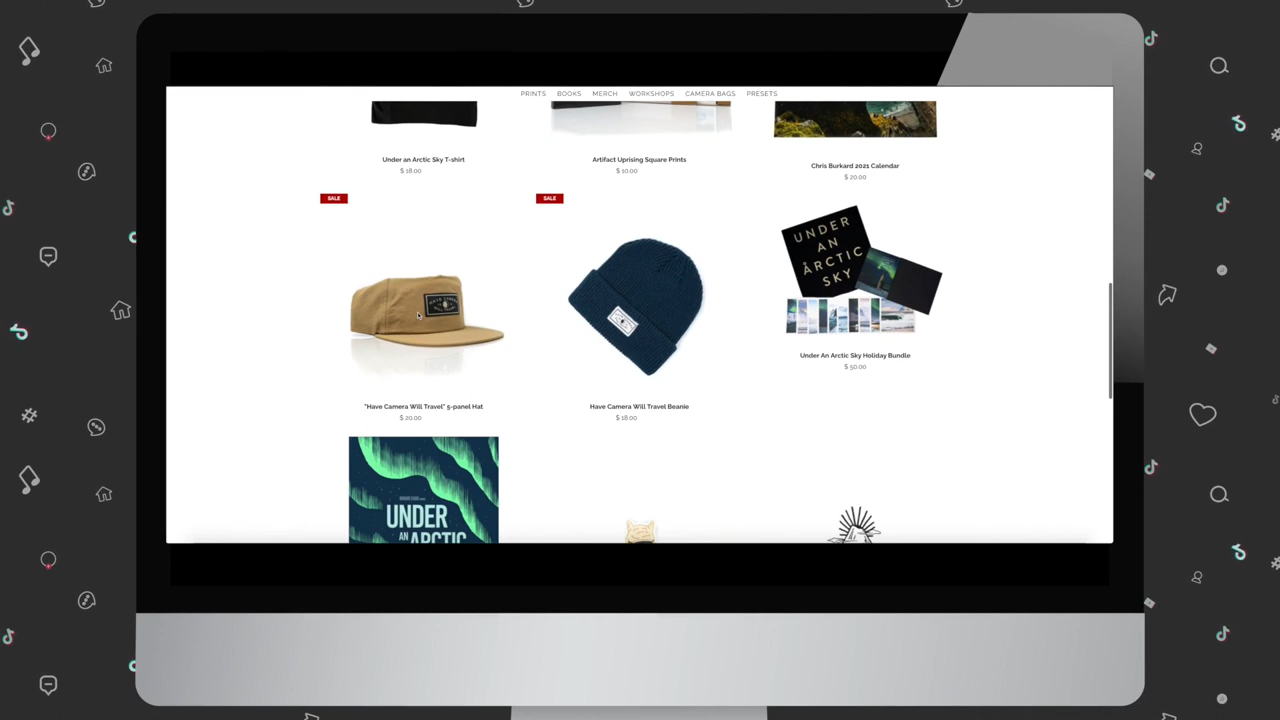 PRINTS BOOKS MERCH WORKSHOPS CAMERA BAGS PRESETS
Under an Arctic Sky T-shirt
$ 18.00
Artifact Uprising Square Prints
$ 10.00
Chris Burkard 2021 Calendar
$ 20.00
SALE
SALE
UNDER
AN
ARCTIC
SKY
"Have Camera Will Travel" 5-panel Hat
$ 20.00
Have Camera Will Travel Beanie
$ 18.00
Under An Arctic Sky Holiday Bundle
$ 50.00
UNDER
AN ARCTIC